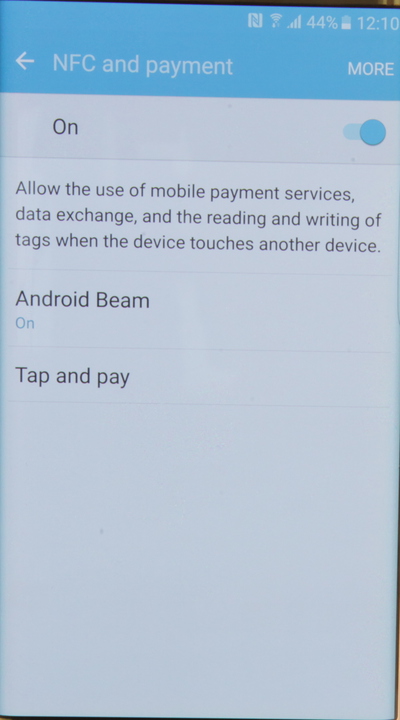 44% 12:10
NFC and payment MORE
On
Allow the use of mobile payment services,
data exchange, and the reading and writing of
tags when the device touches another device.
Android Beam
On
Tap and pay